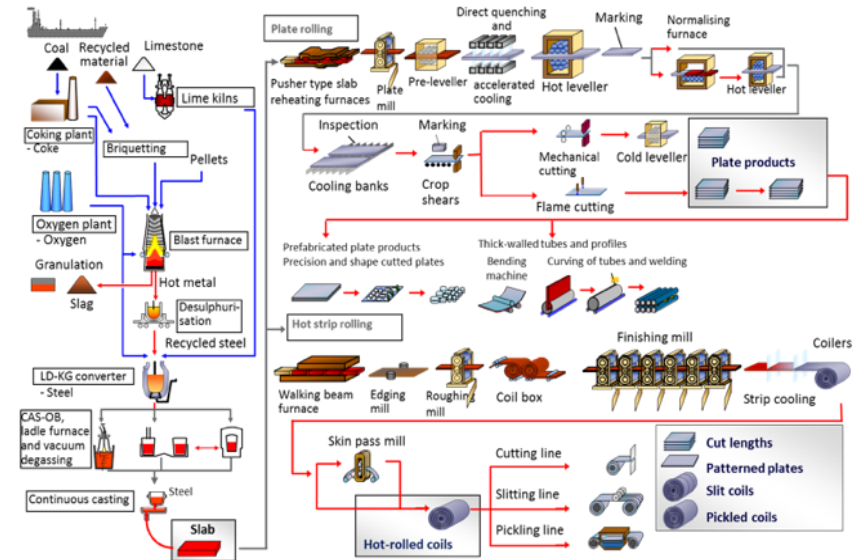 Coal
Recycled
material
Limestone
Lime kilns
Coking plant
- Coke
Briquetting
Pellets
Oxygen plant
- Oxygen
Blast furnace
Granulation
Slag
Hot metal
Desulphuri-
sation
Recycled steel
LD-KG converter
- Steel
CAS-OB,
ladle furnace
and vacuum
degassing
Continuous casting
Steel
Slab
Plate rolling
Pusher type slab
reheating furnaces
Plate
mill
Pre-leveller
Direct quenching
and
accelerated
cooling
Hot leveller
Marking
Normalising
furnace
Hot leveller
Inspection
Cooling banks
Marking
Crop
shears
Mechanical
cutting
Cold leveller
Flame cutting
Plate products
Prefabricated plate products
Precision and shape cutted plates
Thick-walled tubes and profiles
Bending
machine
Curving of tubes and welding
Hot strip rolling
Walking beam
furnace
Edging
mill
Roughing
mill
Coil box
Finishing mill
Strip cooling
Coilers
Skin pass mill
Hot-rolled coils
Cutting line
Slitting line
Pickling line
Cut lengths
Patterned plates
Slit coils
Pickled coils